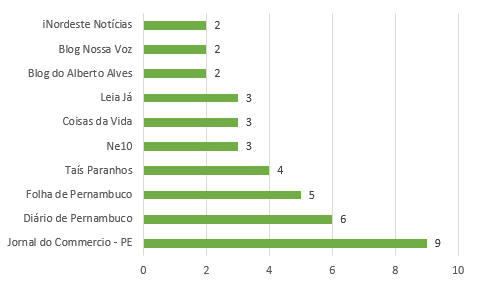 iNordeste Notícias 2
Blog Nossa Voz 2
Blog do Alberto Alves 2
Leia Já 3
Coisas da Vida 3
Ne10 3
Taís Paranhos 4
Folha de Pernambuco 5
Diário de Pernambuco 6
Jornal do Commercio - PE 9
0 2 4 6 8 10